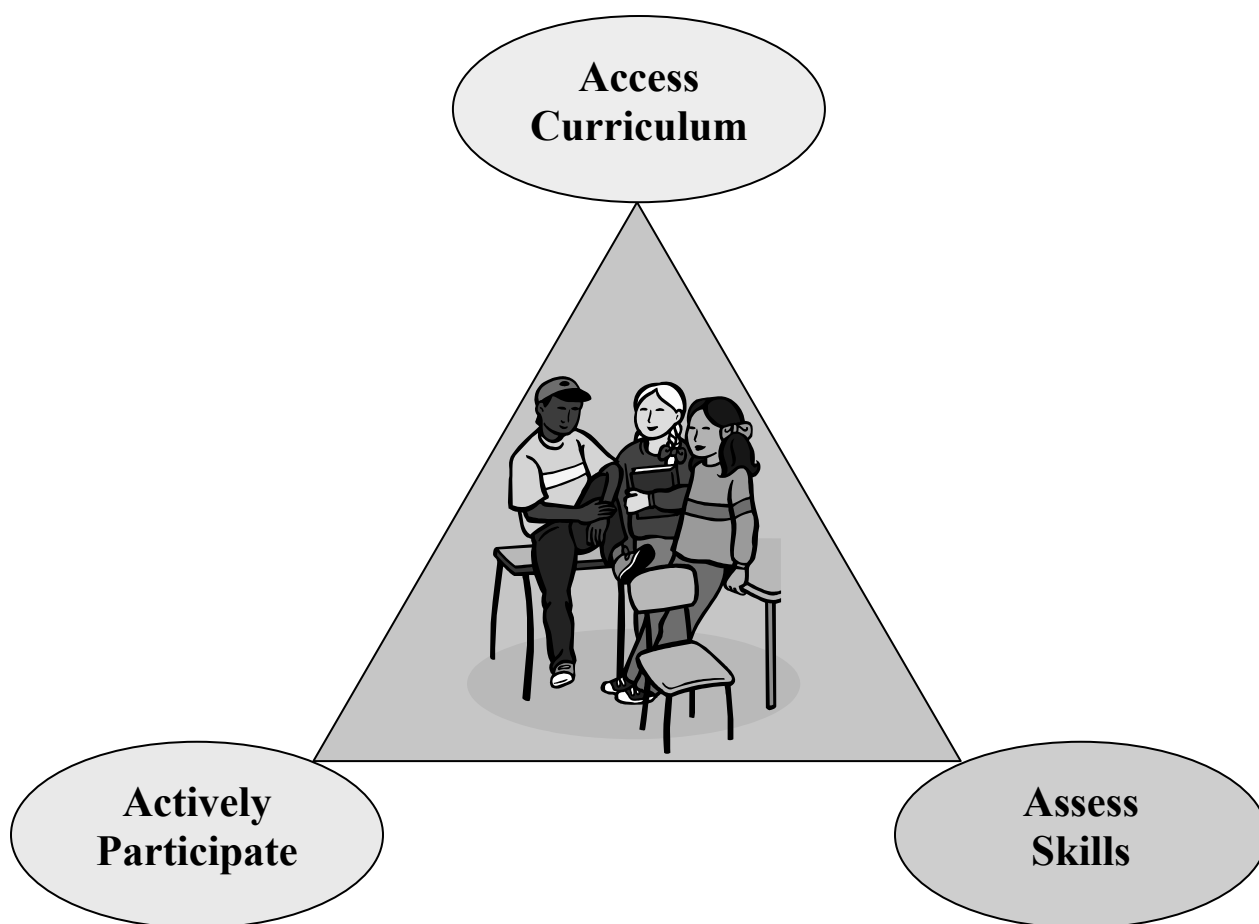 Access
Curriculum
Actively
Participate
Assess
Skills